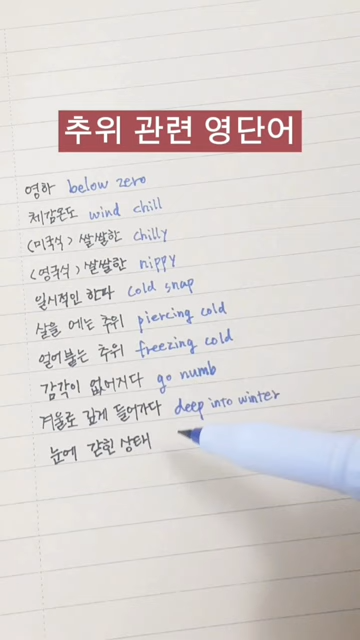 추위 관련 영단어
영하 below zero
체감온도 wind chill
(미국식) 쌀쌀한 chilly
(영국식) 쌀쌀한 nippy
일시적인 한파 cold snap
살을 에는 추위 piercing cold
얼어붙는 추위 freezing cold
감각이 없어지다 go numb
겨울로 깊게 들어가다 deep into winter
눈에 갇힌 상태